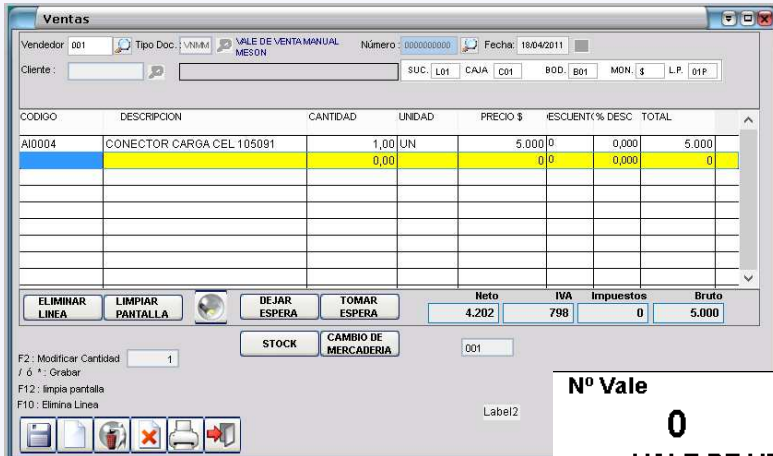 Ventas
Vendedor 001 Tipo Doc.: VNMM VALE DE VENTA MANUAL MESON Número : 0000000000 Fecha: 18/04/2011
Cliente : SUC. L01 CAJA C01 BOD. B01 MON. $ L.P. 01P
CODIGO DESCRIPCION CANTIDAD UNIDAD PRECIO $ ESCUENT( % DESC TOTAL
AI0004 CONECTOR CARGA CEL 105091 1,00 UN 5.000 0 0,000 5.000
0,00 0 0 0,000 0
ELIMINAR LINEA LIMPIAR PANTALLA DEJAR ESPERA TOMAR ESPERA
Neto IVA Impuestos Bruto
4.202 798 0 5.000
STOCK CAMBIO DE MERCADERIA 001
F2 : Modificar Cantidad 1
/ ó * : Grabar
F12 : limpia pantalla
F10 : Elimina Linea
Label2
Nº Vale
0